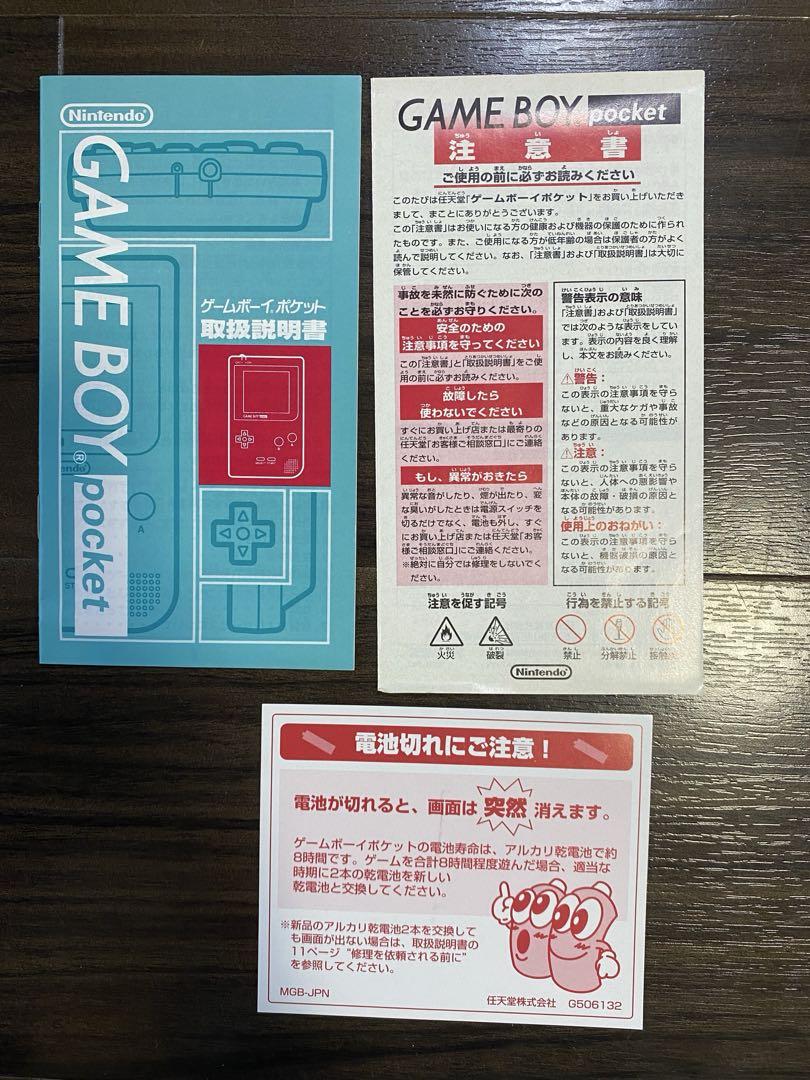 Nintendo
GAME BOY® pocket
ゲームボーイ ポケット
取扱説明書
GAME BOY pocket
注意書
ご使用の前に必ずお読みください
このたびは任天堂「ゲームボーイポケット」をお買い上げいただき
まして、まことにありがとうございます。
この「注意書」はお使いになる方の健康および機器の保護のために作られ
たものです。また、ご使用になる方が低年齢の場合は保護者の方がよく
読んで説明してください。なお、「注意書」および「取扱説明書」は大切に
保管してください。
事故を未然に防ぐために次の
ことを必ずお守りください。
安全のための
注意事項を守ってください
この「注意書」と「取扱説明書」をご使
用の前に必ずお読みください。
故障したら
使わないでください
すぐにお買い上げ店または最寄りの
任天堂「お客様ご相談窓口」にご連絡
ください。
もし、異常がおきたら
異常な音がしたり、煙が出たり、変
な臭いがしたときは電源スイッチを
切るだけでなく、電池も外し、すぐ
にお買い上げ店または任天堂「お客
様ご相談窓口」にご連絡ください。
※絶対に自分では修理をしないでく
ださい。
警告表示の意味
「注意書」および「取扱説明書」
では次のような表示をしてい
ます。表示の内容を良く理解
し、本文をお読みください。
⚠警告：
この表示の注意事項を守ら
ないと、重大なケガや事故
などの原因となる可能性が
あります。
⚠注意：
この表示の注意事項を守ら
ないと、人体への悪影響や
本体の故障・破損の原因と
なる可能性があります。
使用上のおねがい：
この表示の注意事項を守ら
ないと、機器破損の原因と
なる可能性があります。
注意を促す記号
火災
破裂
行為を禁止する記号
禁止
分解禁止
Nintendo
電池切れにご注意！
電池が切れると、画面は 突然 消えます。
ゲームボーイポケットの電池寿命は、アルカリ乾電池で約
8時間です。ゲームを合計8時間程度遊んだ場合、適当な
時期に2本の乾電池を新しい
乾電池と交換してください。
※新品のアルカリ乾電池2本を交換して
も画面が出ない場合は、取扱説明書の
11ページ "修理を依頼される前に"
を参照してください。
MGB-JPN
任天堂株式会社 G506132